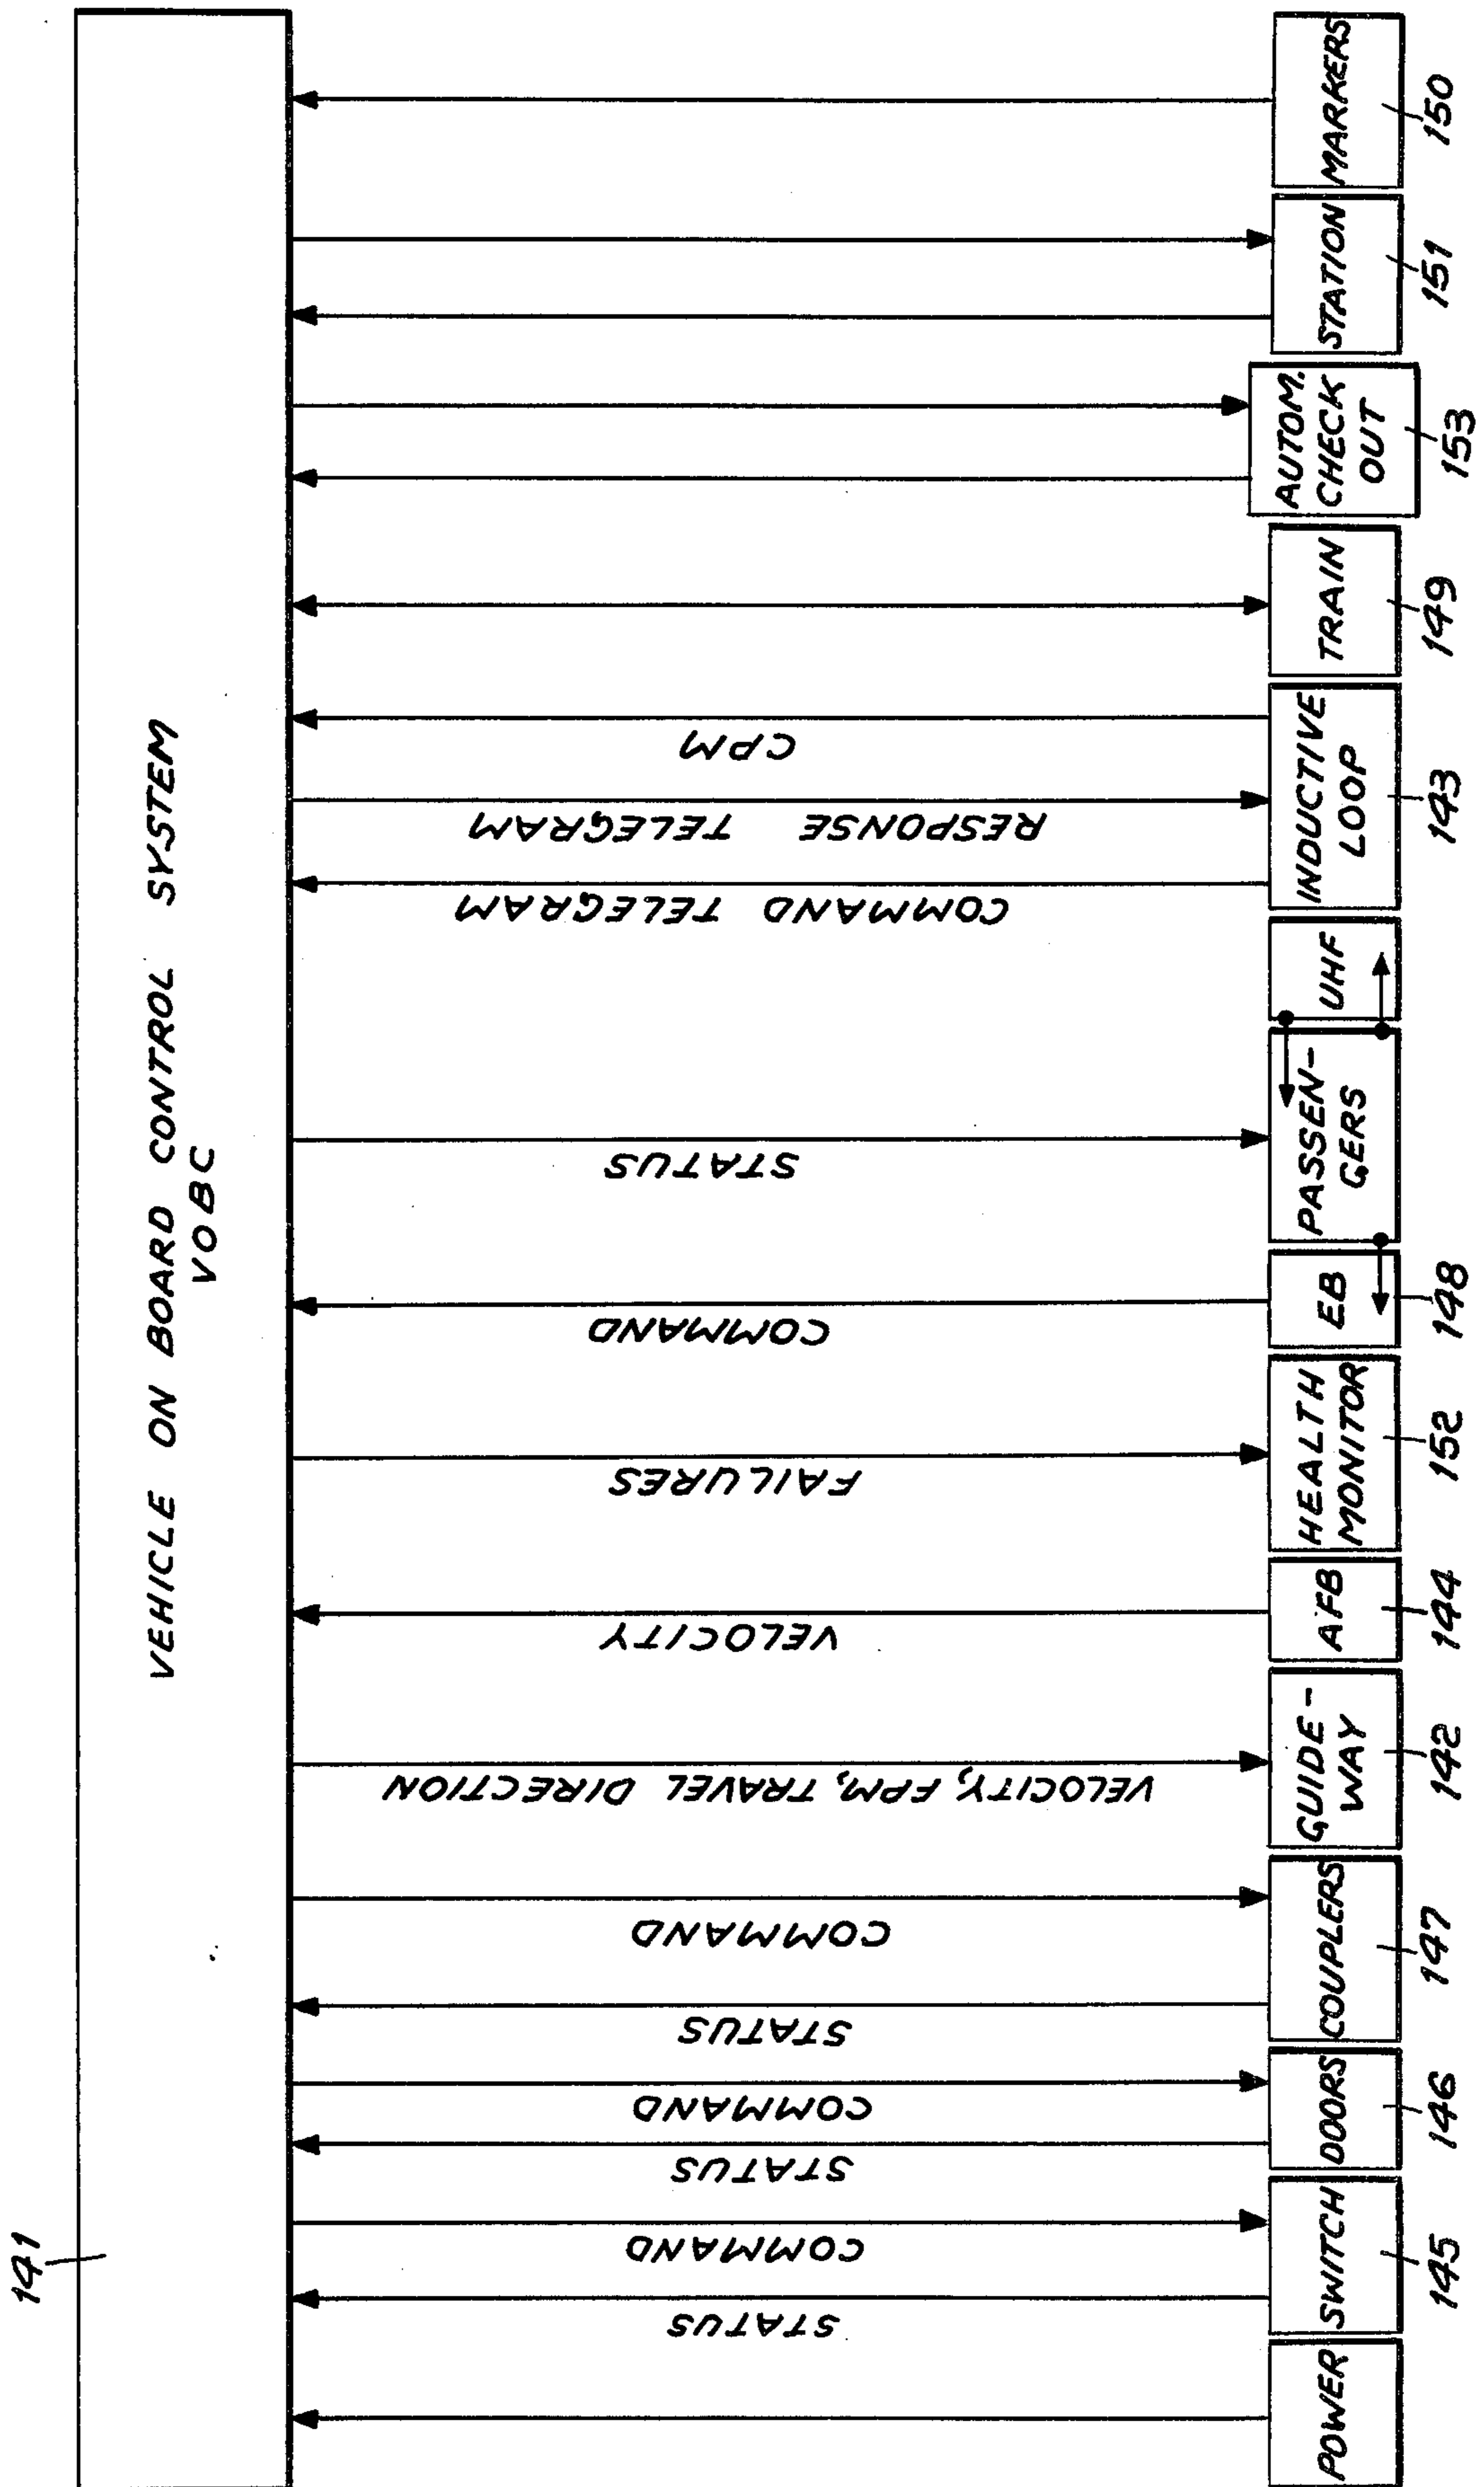 141
VEHICLE ON BOARD CONTROL SYSTEM
VOBC
STATUS
COMMAND
STATUS
COMMAND
STATUS
COMMAND
VELOCITY, FPM, TRAVEL DIRECTION
VELOCITY
FAILURES
COMMAND
STATUS
COMMAND TELEGRAM
RESPONSE TELEGRAM
CPM
POWER
SWITCH
DOORS
COUPLERS
GUIDE-
WAY
AFB
HEALTH
MONITOR
EB
PASSEN-
GERS
UHF
INDUCTIVE
LOOP
TRAIN
AUTOM.
CHECK
OUT
STATION
MARKERS
145
146
147
142
144
152
148
143
149
153
151
150